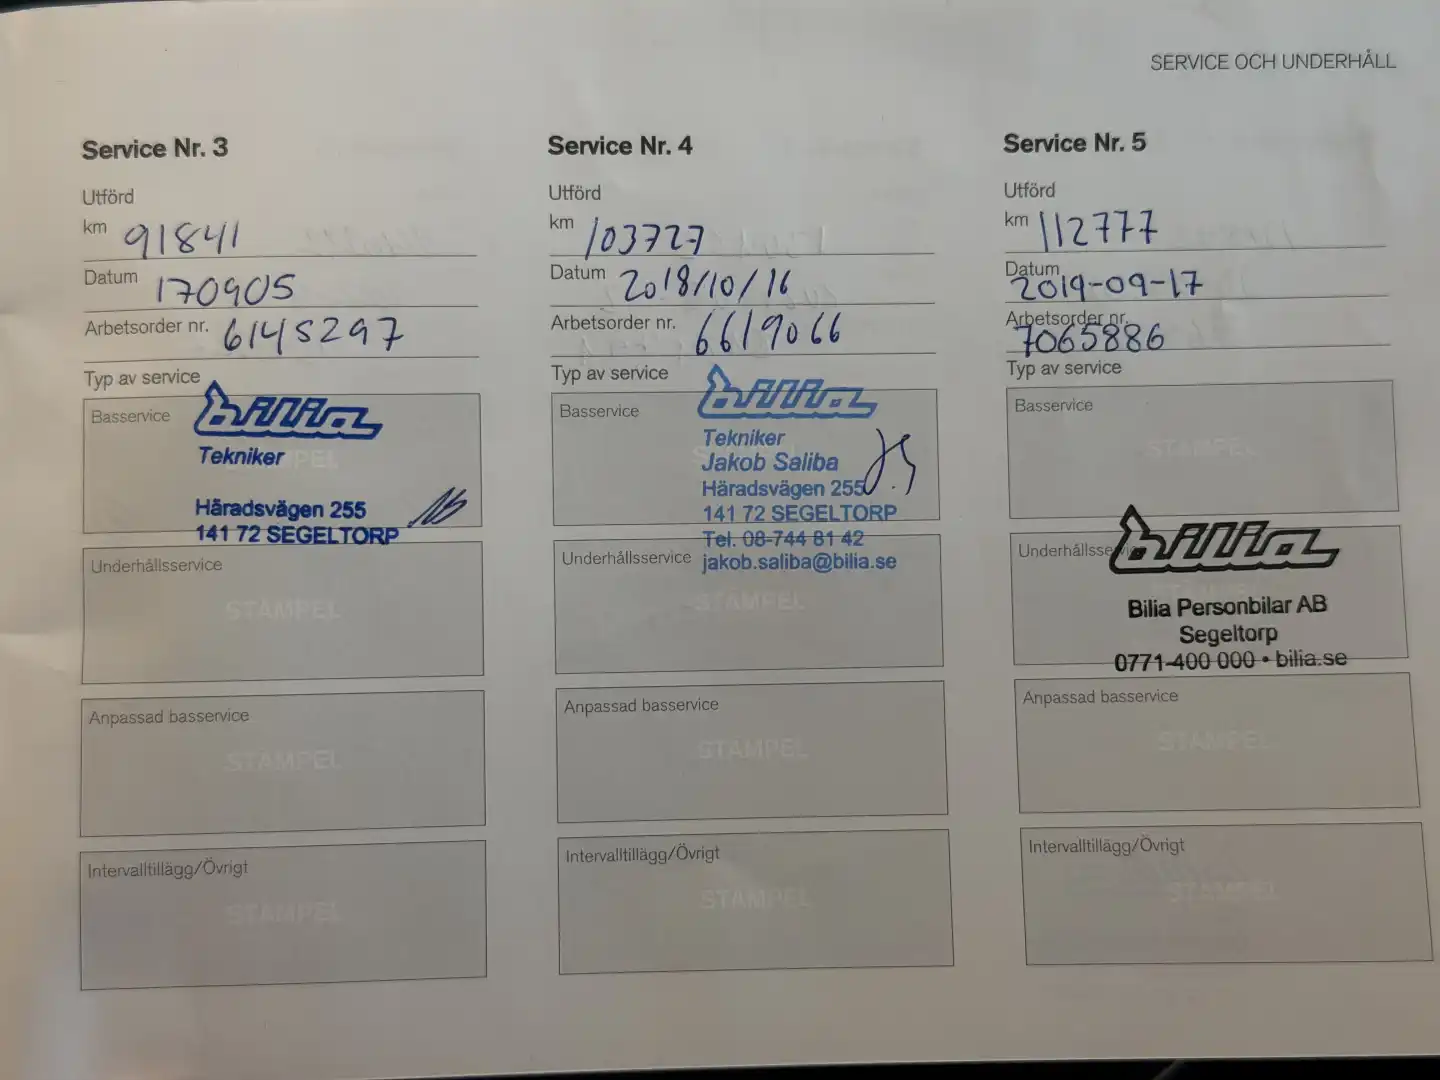 SERVICE OCH UNDERHÅLL
Service Nr. 3
Utförd
km 91841
Datum 170905
Arbetsorder nr. 6145297
Typ av service
Basservice
bilia
Tekniker
Häradsvägen 255
141 72 SEGELTORP
Underhållsservice
STÄMPEL
Anpassad basservice
STÄMPEL
Intervalltillägg/Övrigt
STÄMPEL
Service Nr. 4
Utförd
km 103727
Datum 2018/10/16
Arbetsorder nr. 6619066
Typ av service
Basservice
bilia
Tekniker
Jakob Saliba
Häradsvägen 255
141 72 SEGELTORP
Tel. 08-744 81 42
jakob.saliba@bilia.se
Underhållsservice
STÄMPEL
Anpassad basservice
STÄMPEL
Intervalltillägg/Övrigt
STÄMPEL
Service Nr. 5
Utförd
km 112777
Datum 2019-09-17
Arbetsorder nr. 7065886
Typ av service
Basservice
STÄMPEL
Underhållsservice
bilia
Bilia Personbilar AB
Segeltorp
0771-400 000 • bilia.se
Anpassad basservice
STÄMPEL
Intervalltillägg/Övrigt
STÄMPEL